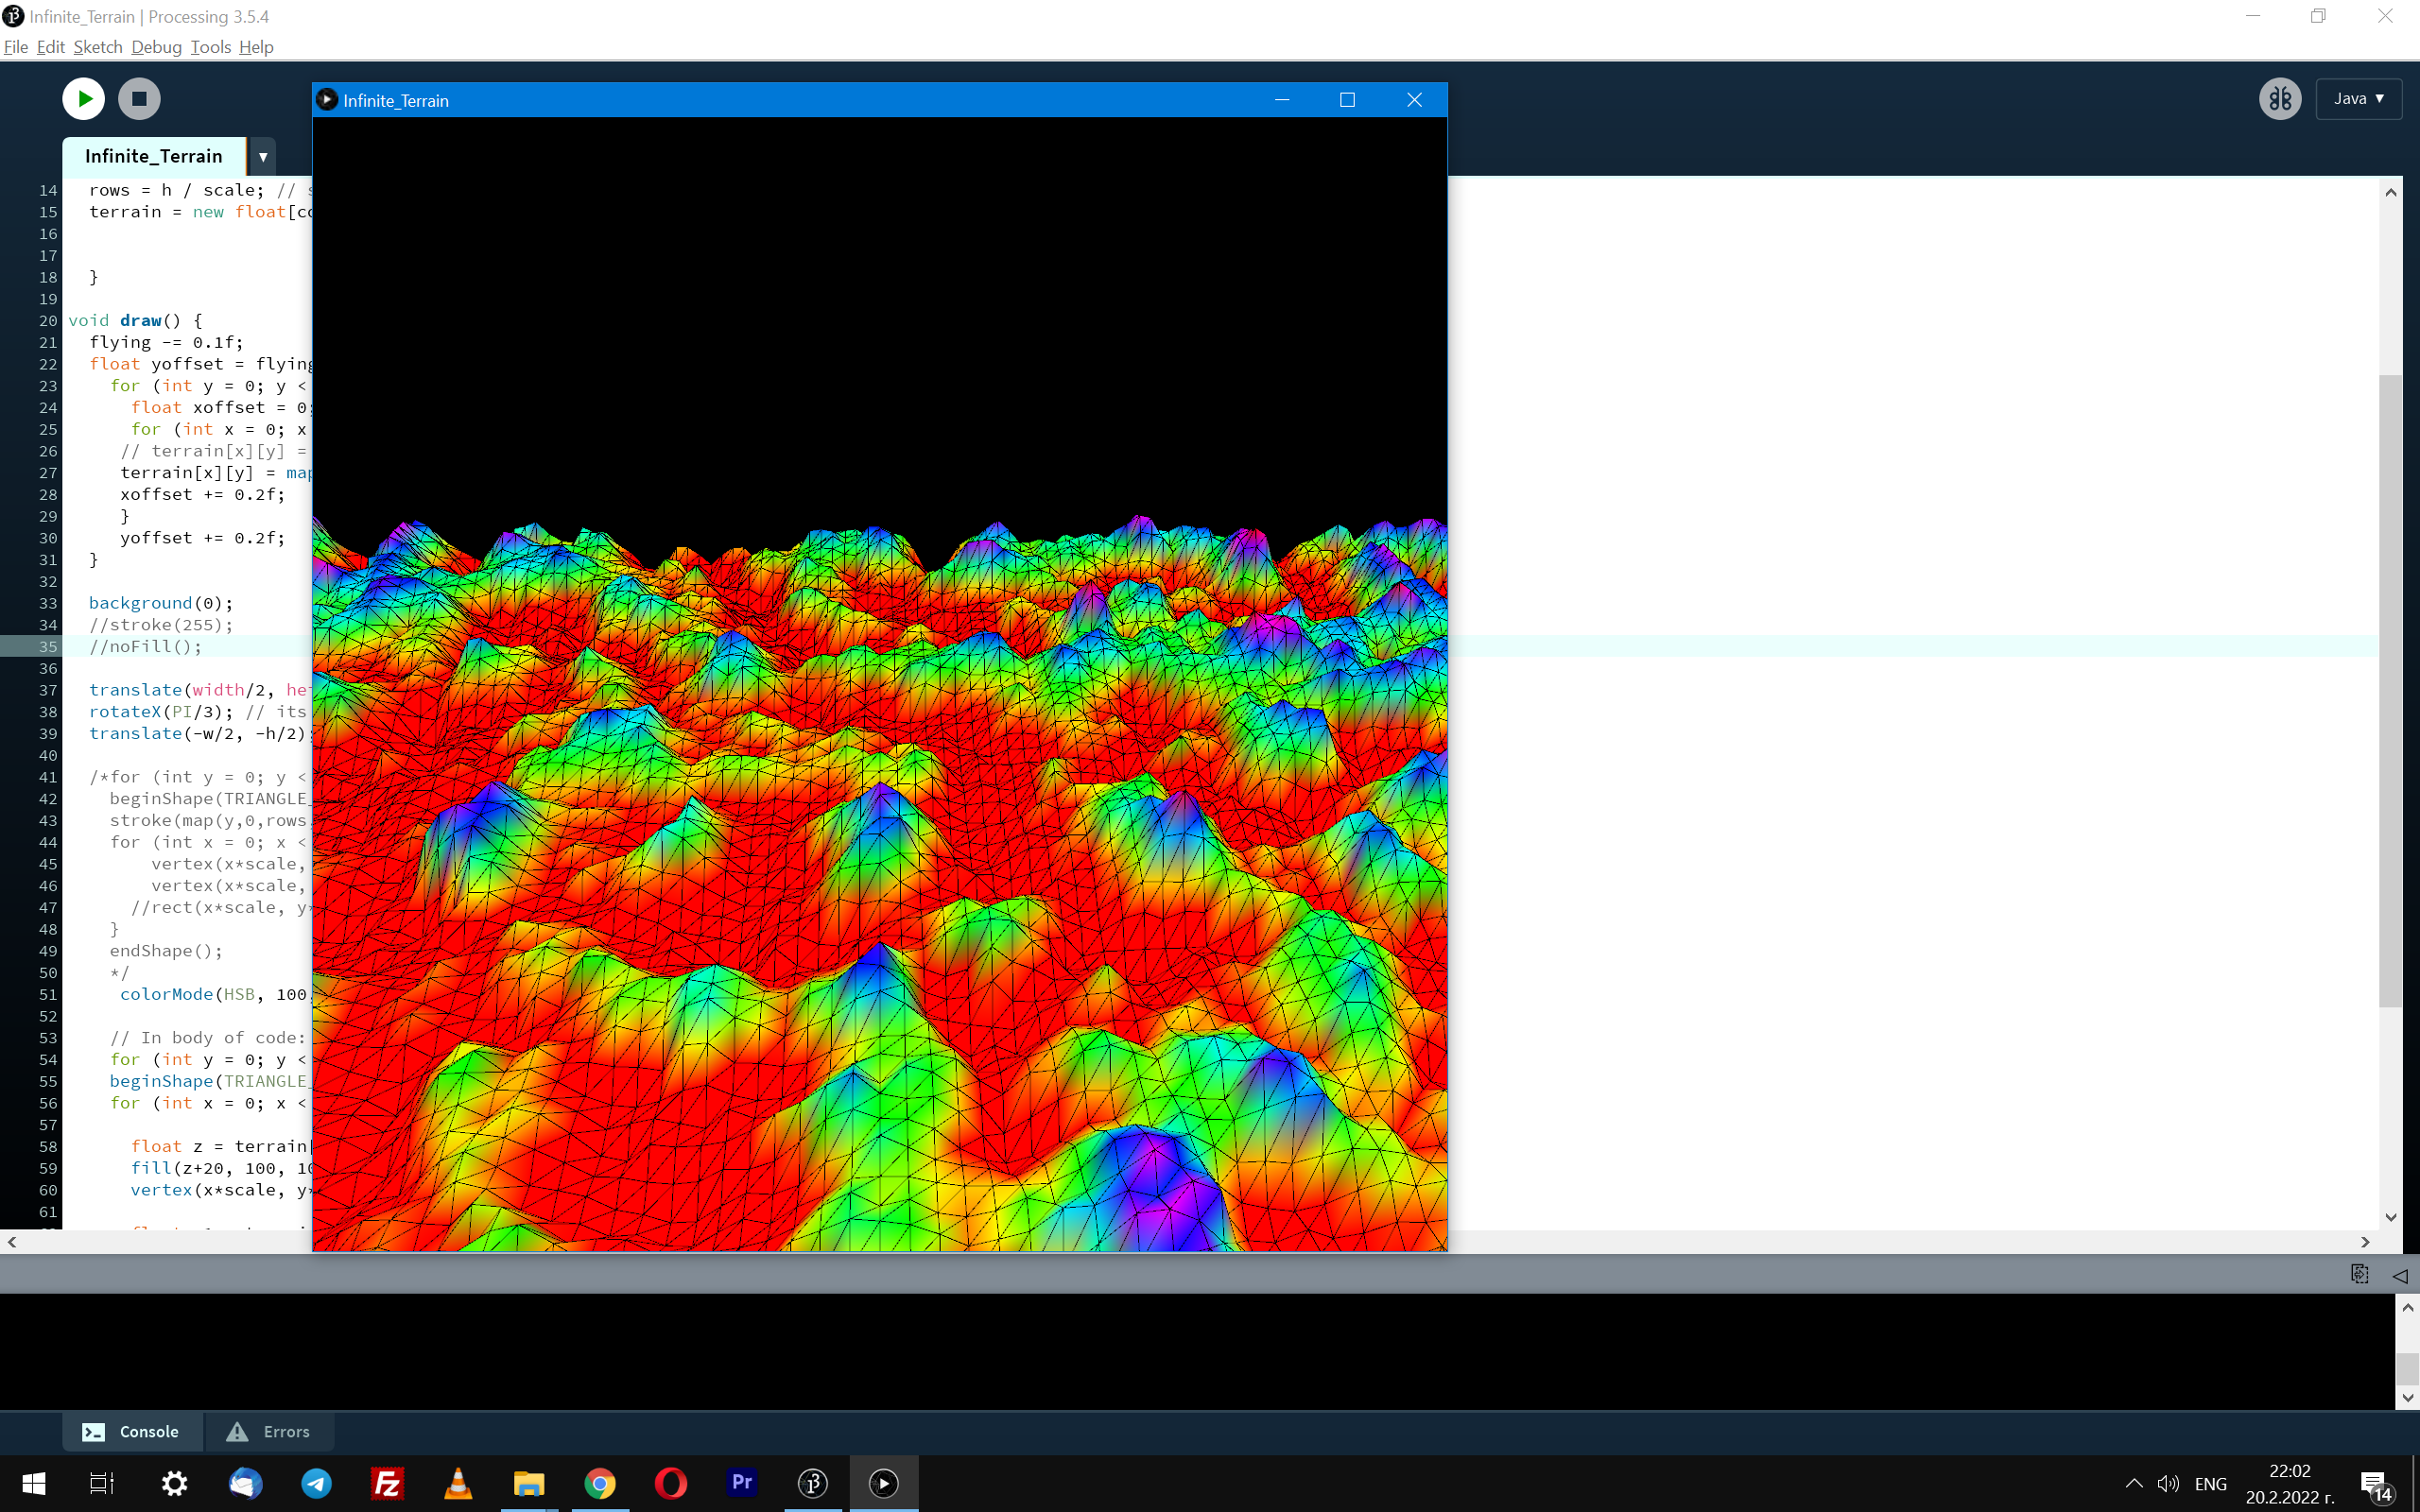 Infinite_Terrain | Processing 3.5.4
File Edit Sketch Debug Tools Help
Java ▼
Infinite_Terrain
Infinite_Terrain
14 rows = h / scale; //
15 terrain = new float[
16
17
18 }
19
20 void draw() {
21 flying -= 0.1f;
22 float yoffset = flying
23 for (int y = 0; y <
24 float xoffset = 0;
25 for (int x = 0; x
26 // terrain[x][y] =
27 terrain[x][y] = map
28 xoffset += 0.2f;
29 }
30 yoffset += 0.2f;
31 }
32
33 background(0);
34 //stroke(255);
35 //noFill();
36
37 translate(width/2, hei
38 rotateX(PI/3); // its
39 translate(-w/2, -h/2);
40
41 /*for (int y = 0; y <
42 beginShape(TRIANGLE_
43 stroke(map(y,0,rows
44 for (int x = 0; x <
45 vertex(x*scale,
46 vertex(x*scale,
47 //rect(x*scale, y*
48 }
49 endShape();
50 */
51 colorMode(HSB, 100,
52
53 // In body of code:
54 for (int y = 0; y <
55 beginShape(TRIANGLE_
56 for (int x = 0; x <
57
58 float z = terrain[
59 fill(z+20, 100, 10
60 vertex(x*scale, y*
61
Console
Errors
Pr
ENG
22:02
20.2.2022 г.
14